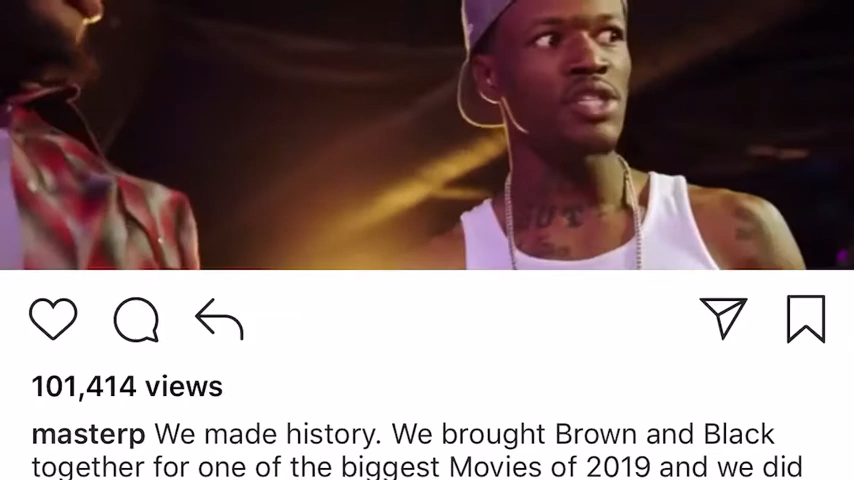 101,414 views
masterp We made history. We brought Brown and Black
together for one of the biggest Movies of 2019 and we did